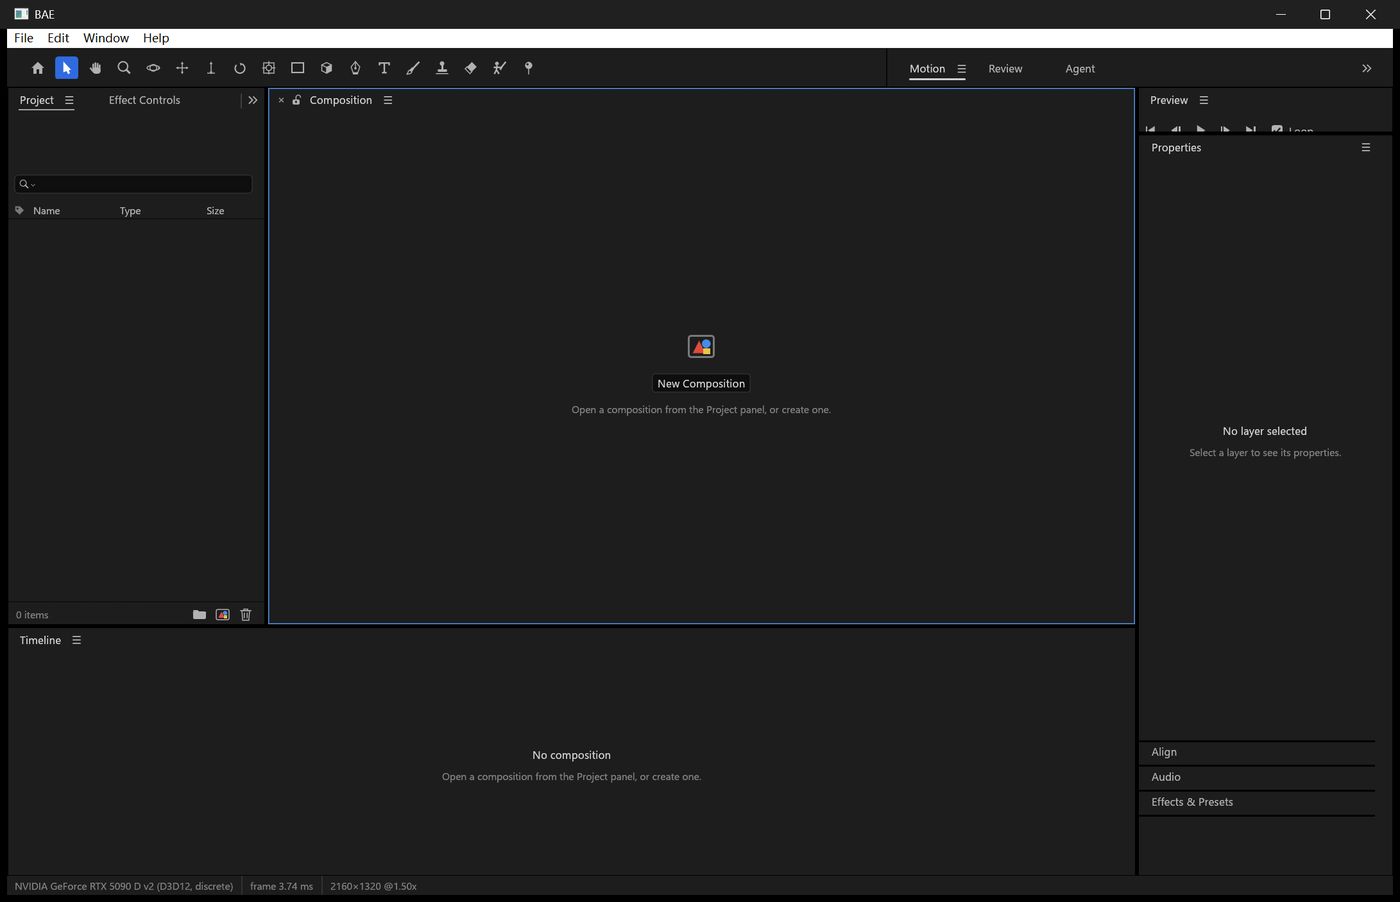 BAE
File Edit Window Help
Motion Review Agent
Project Effect Controls
Composition
Preview
Loop
Properties
Name Type Size
New Composition
Open a composition from the Project panel, or create one.
No layer selected
Select a layer to see its properties.
0 items
Timeline
No composition
Open a composition from the Project panel, or create one.
Align
Audio
Effects & Presets
NVIDIA GeForce RTX 5090 D v2 (D3D12, discrete) frame 3.74 ms 2160×1320 @1.50x